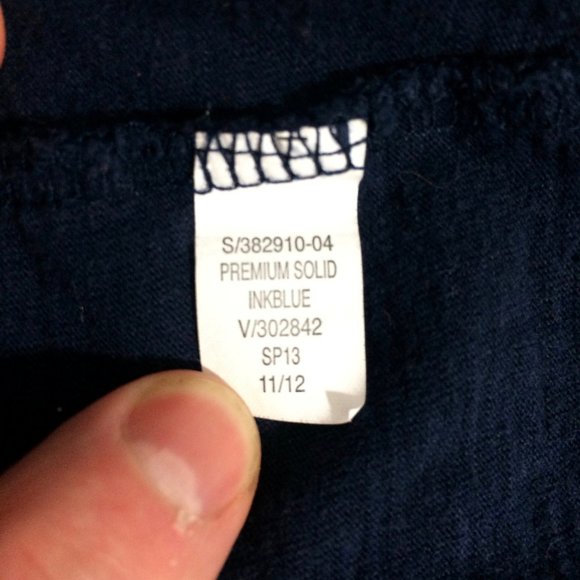 S/382910-04
PREMIUM SOLID
INKBLUE
V/302842
SP13
11/12